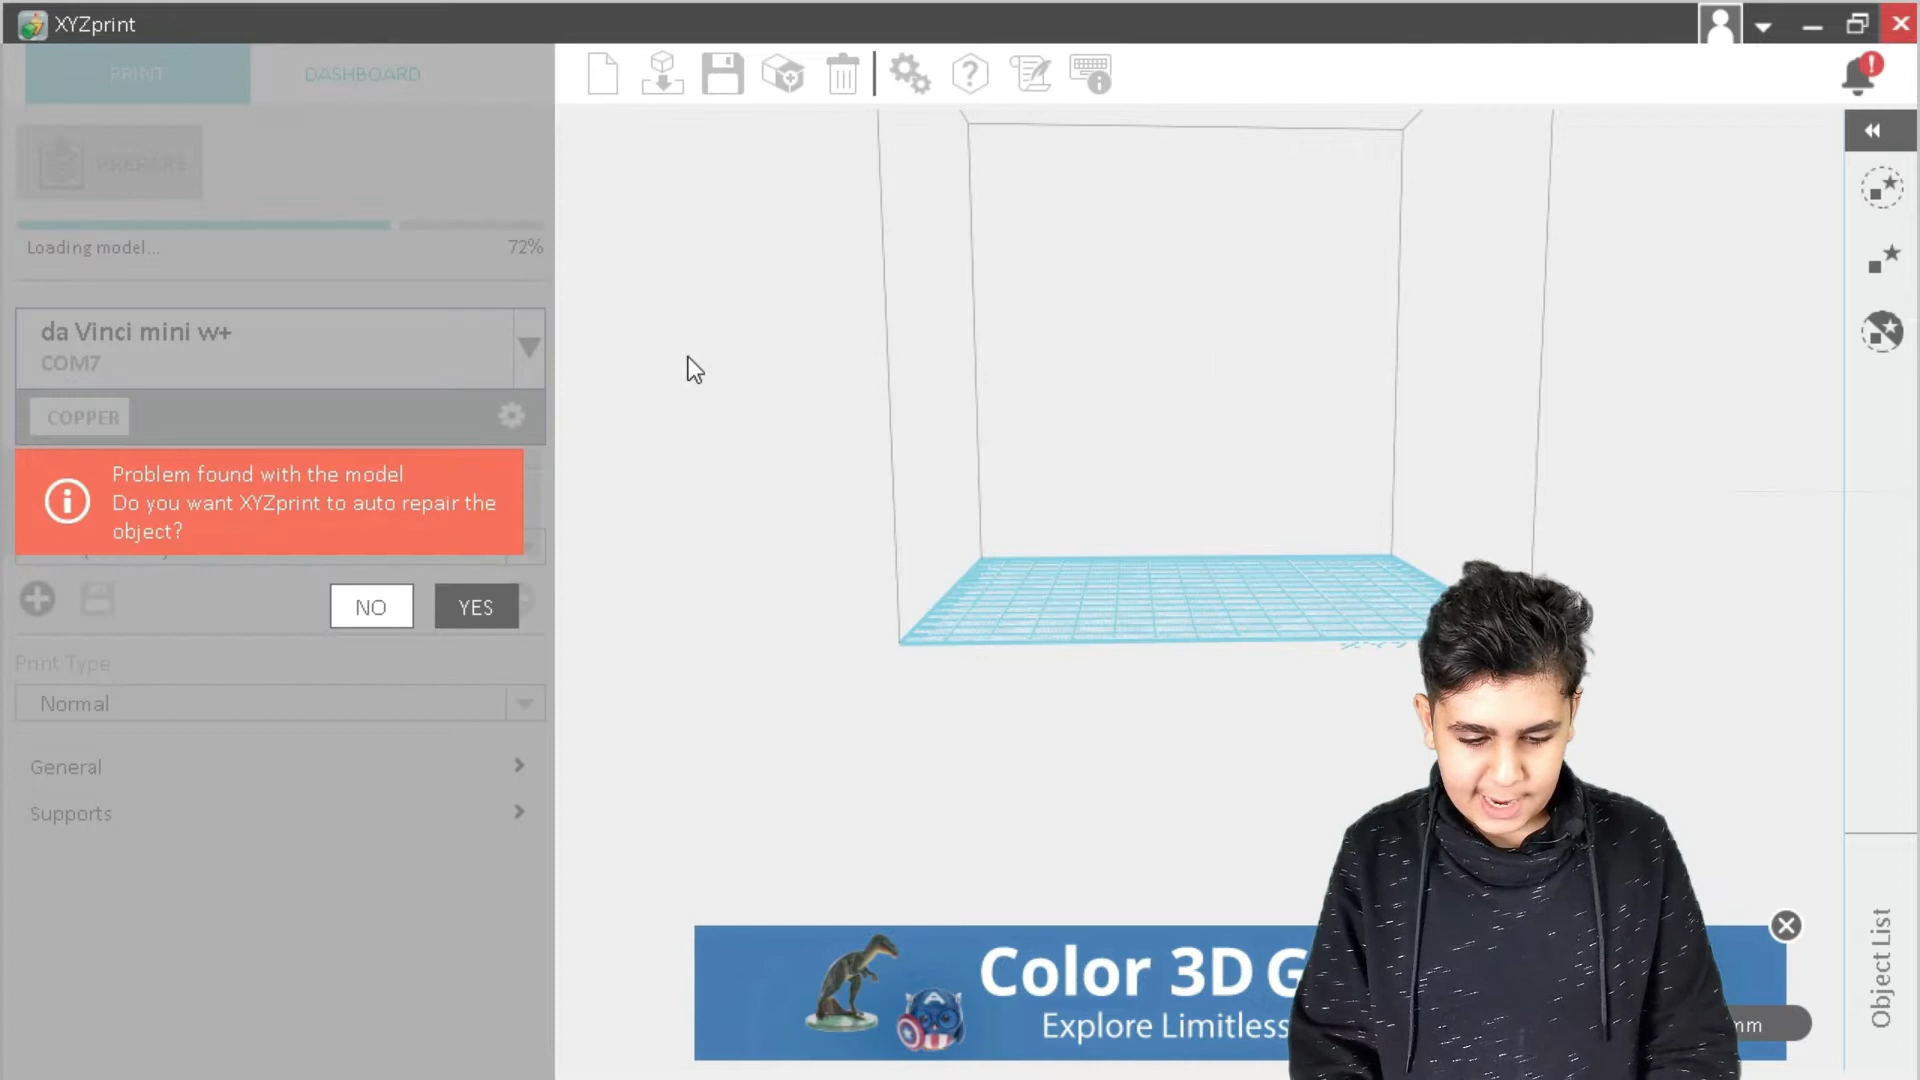 XYZprint
PRINT
DASHBOARD
PREPARE
Loading model...
72%
da Vinci mini w+
COM7
COPPER
Problem found with the model
Do you want XYZprint to auto repair the
object?
NO
YES
Print Type
Normal
General
Supports
Color 3D G
Explore Limitless
mm
Object List